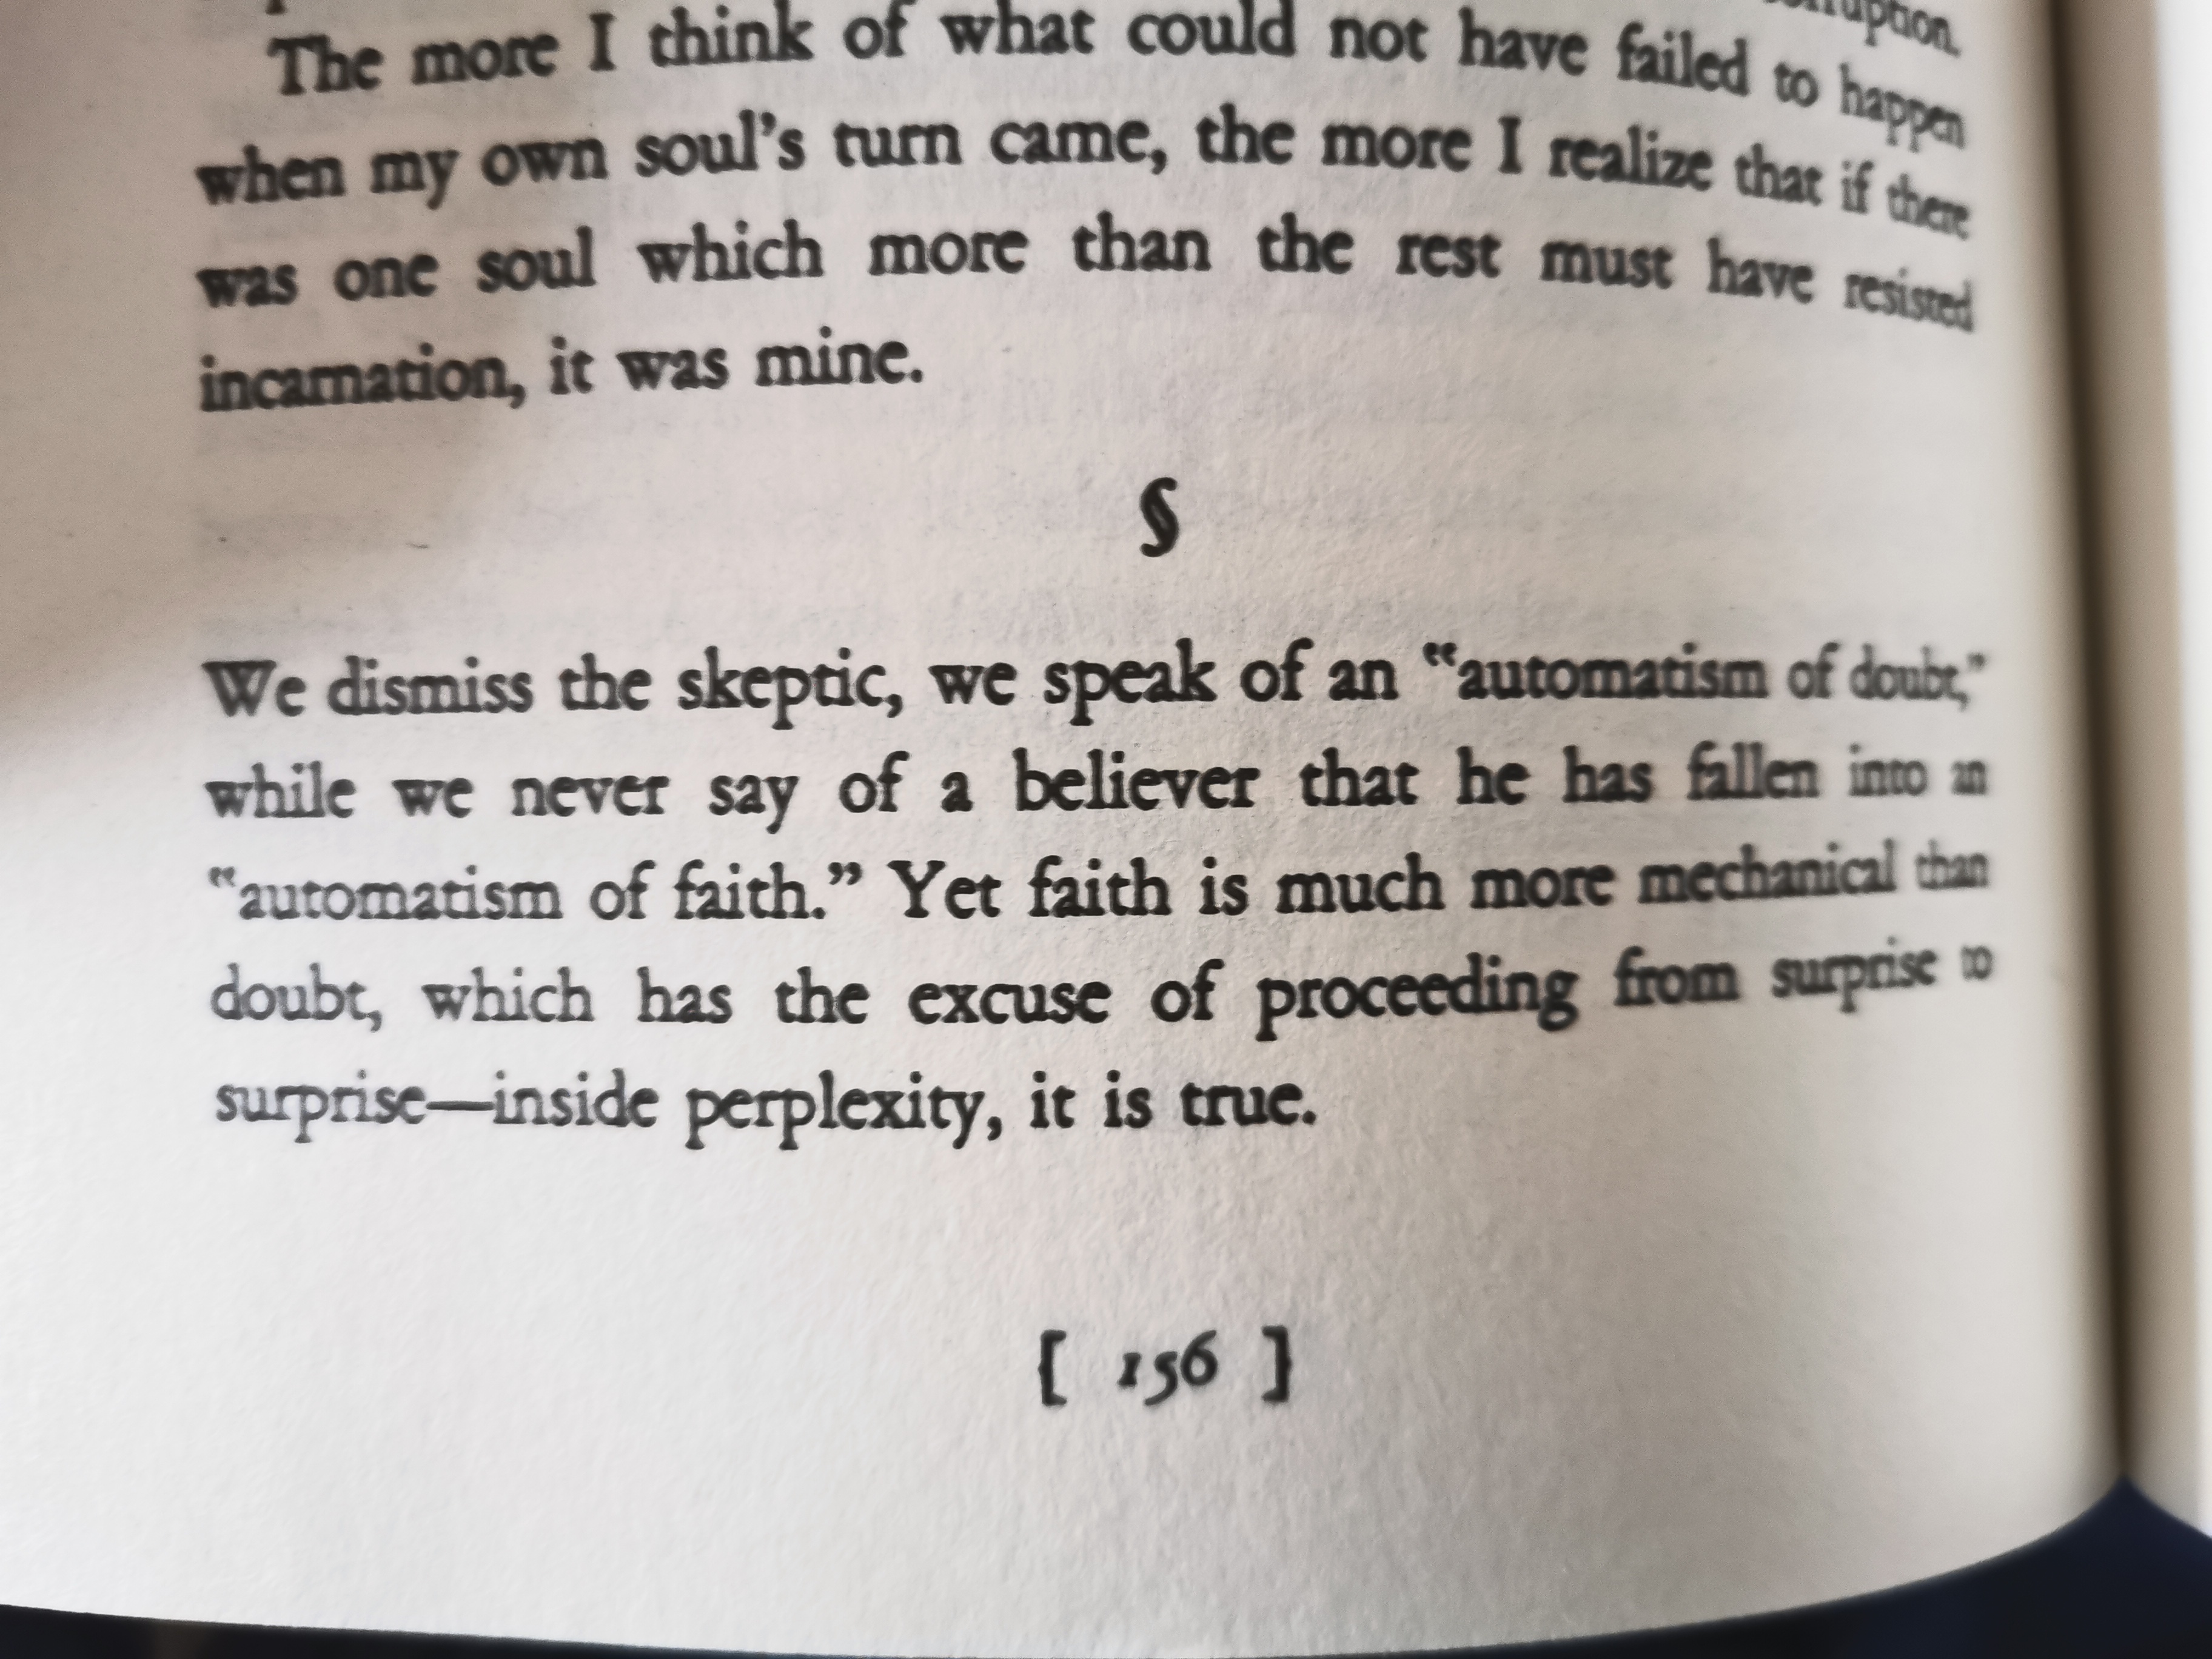 The more I think of what could not have failed to happen
when my own soul's turn came, the more I realize that if there
was one soul which more than the rest must have resisted
incarnation, it was mine.
§
We dismiss the skeptic, we speak of an “automatism of doubt,”
while we never say of a believer that he has fallen into an
“automatism of faith.” Yet faith is much more mechanical than
doubt, which has the excuse of proceeding from surprise to
surprise—inside perplexity, it is true.
[ 156 ]